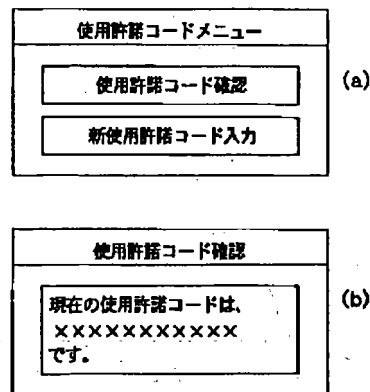 使用許諾コードメニュー
使用許諾コード確認
(a)
新使用許諾コード入力
使用許諾コード確認
現在の使用許諾コードは、
(b)
×××××××××××
です。